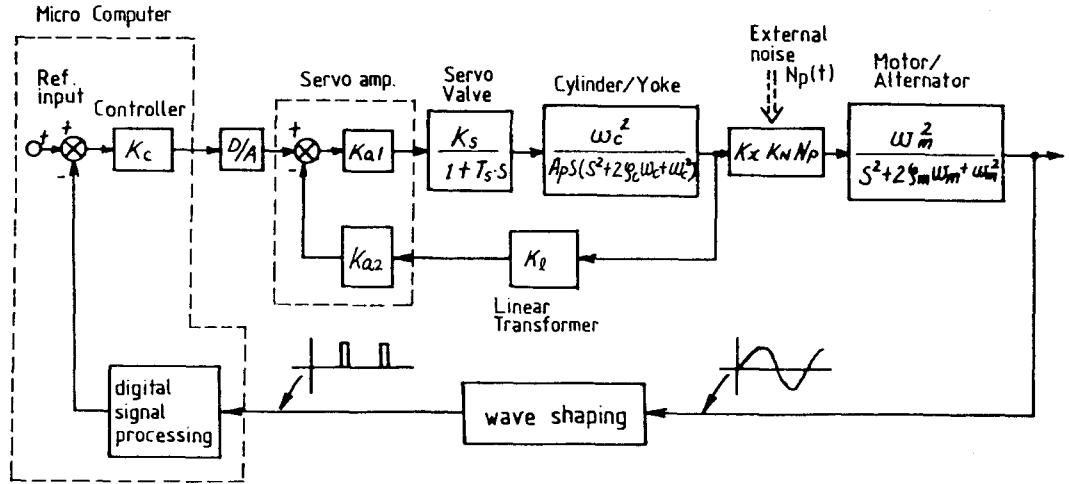 Micro Computer
Ref.
input
Controller
+
+
-
Kc
D/A
Servo amp.
+
-
Ka1
Ka2
Servo
Valve
Ks
1+Ts·S
Cylinder/Yoke
ωc²
ApS(S²+2ρcωc+ωc²)
External
noise
Np(t)
Kx KN Np
Motor/
Alternator
ωm²
S²+2ρmωm+ωm²
Kℓ
Linear
Transformer
digital
signal
processing
wave shaping